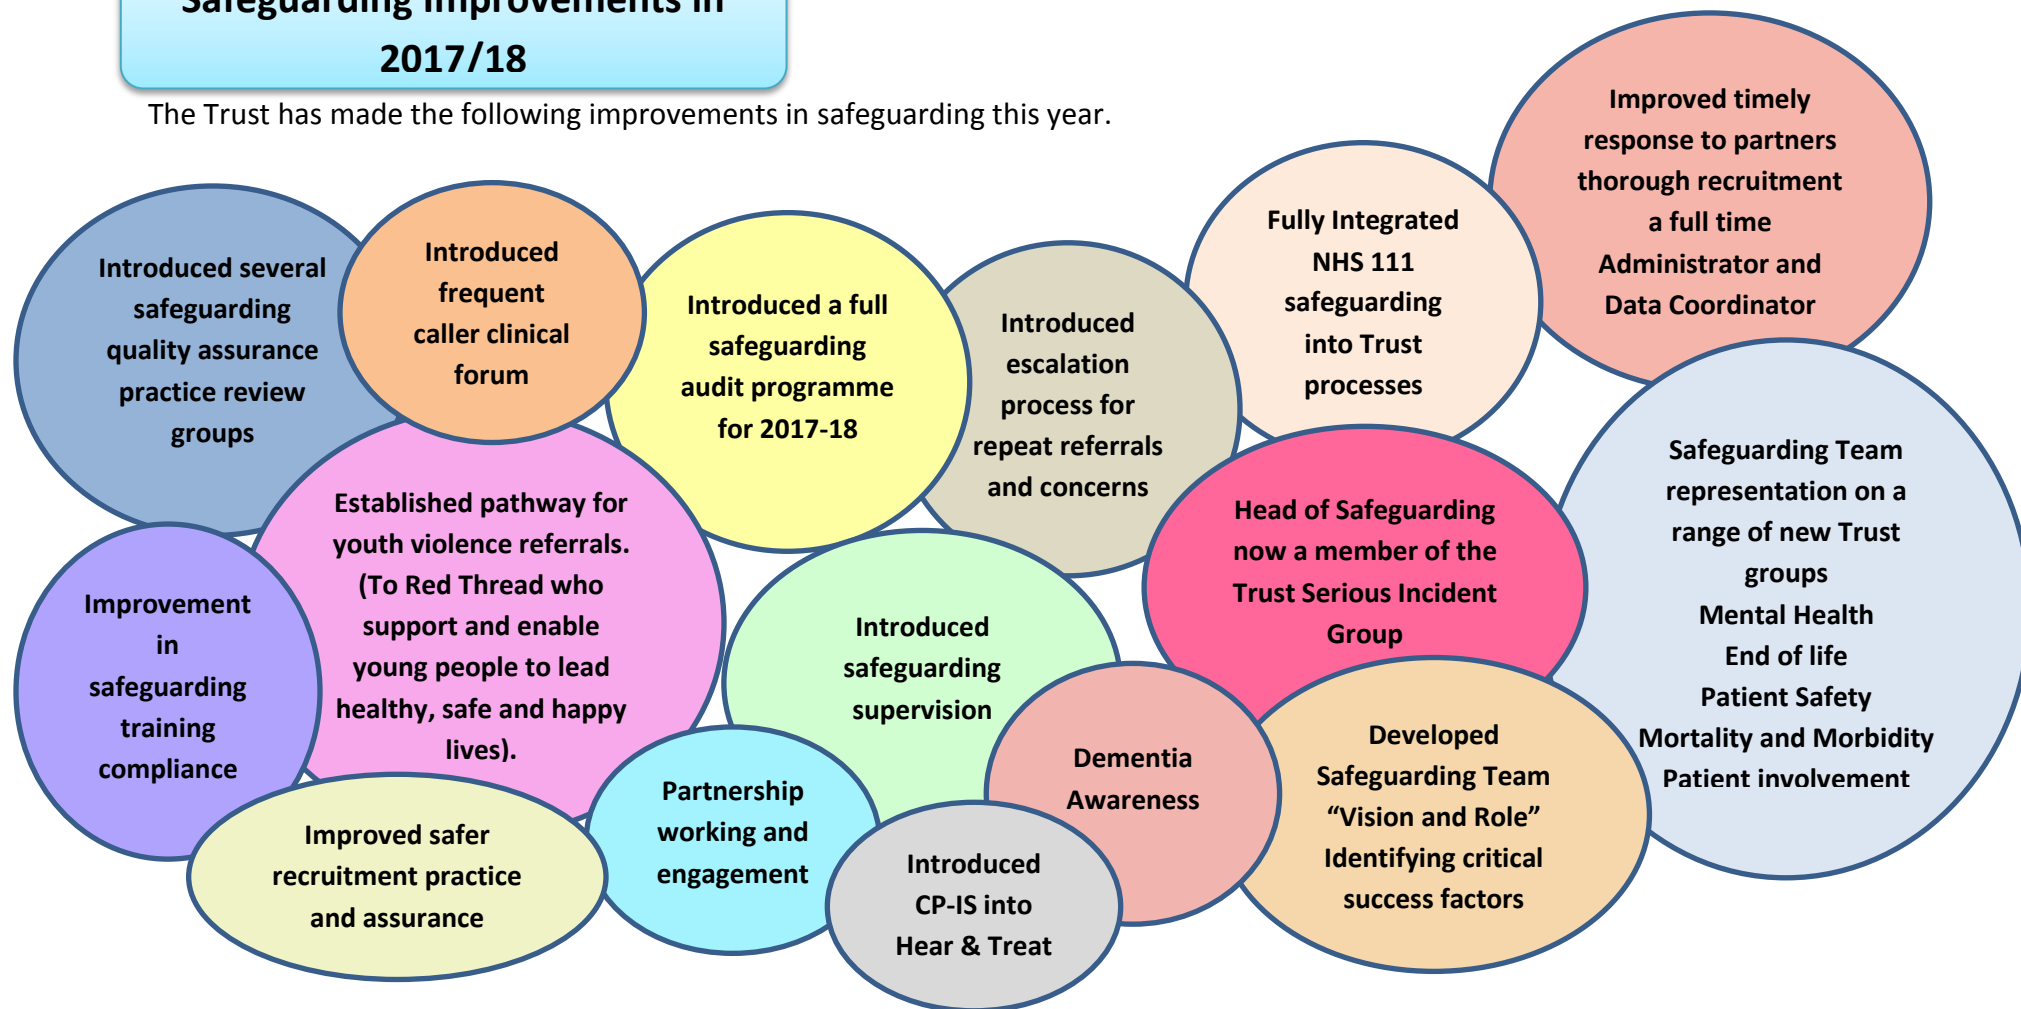 Safeguarding Improvements in
2017/18
The Trust has made the following improvements in safeguarding this year.
Introduced several
safeguarding
quality assurance
practice review
groups
Introduced
frequent
caller clinical
forum
Introduced a full
safeguarding
audit programme
for 2017-18
Introduced
escalation
process for
repeat referrals
and concerns
Fully Integrated
NHS 111
safeguarding
into Trust
processes
Improved timely
response to partners
thorough recruitment
a full time
Administrator and
Data Coordinator
Improvement
in
safeguarding
training
compliance
Established pathway for
youth violence referrals.
(To Red Thread who
support and enable
young people to lead
healthy, safe and happy
lives).
Introduced
safeguarding
supervision
Head of Safeguarding
now a member of the
Trust Serious Incident
Group
Safeguarding Team
representation on a
range of new Trust
groups
Mental Health
End of life
Patient Safety
Mortality and Morbidity
Patient involvement
Improved safer
recruitment practice
and assurance
Partnership
working and
engagement
Introduced
CP-IS into
Hear & Treat
Dementia
Awareness
Developed
Safeguarding Team
“Vision and Role”
Identifying critical
success factors